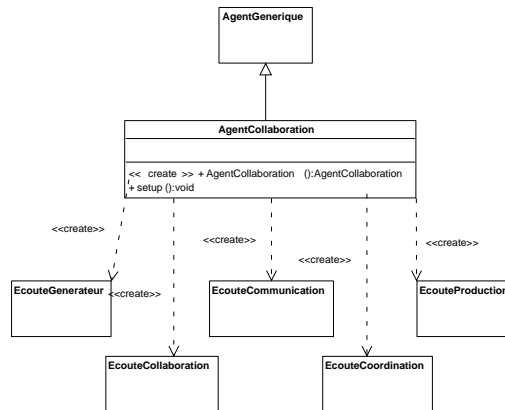 AgentGenerique
AgentCollaboration
<< create >> + AgentCollaboration ():AgentCollaboration
+ setup ():void
<<create>>
<<create>>
<<create>>
<<create>>
<<create>>
EcouteGenerateur
EcouteCommunication
EcouteProduction
EcouteCollaboration
EcouteCoordination